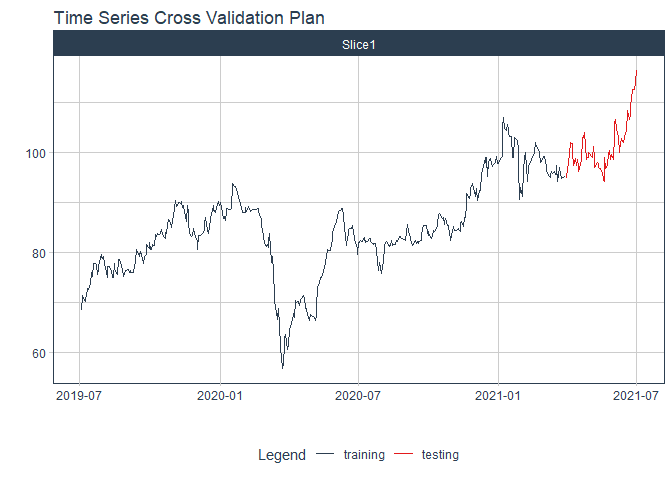 Time Series Cross Validation Plan
Slice1
100
80
60
2019-07 2020-01 2020-07 2021-01 2021-07
Legend training testing